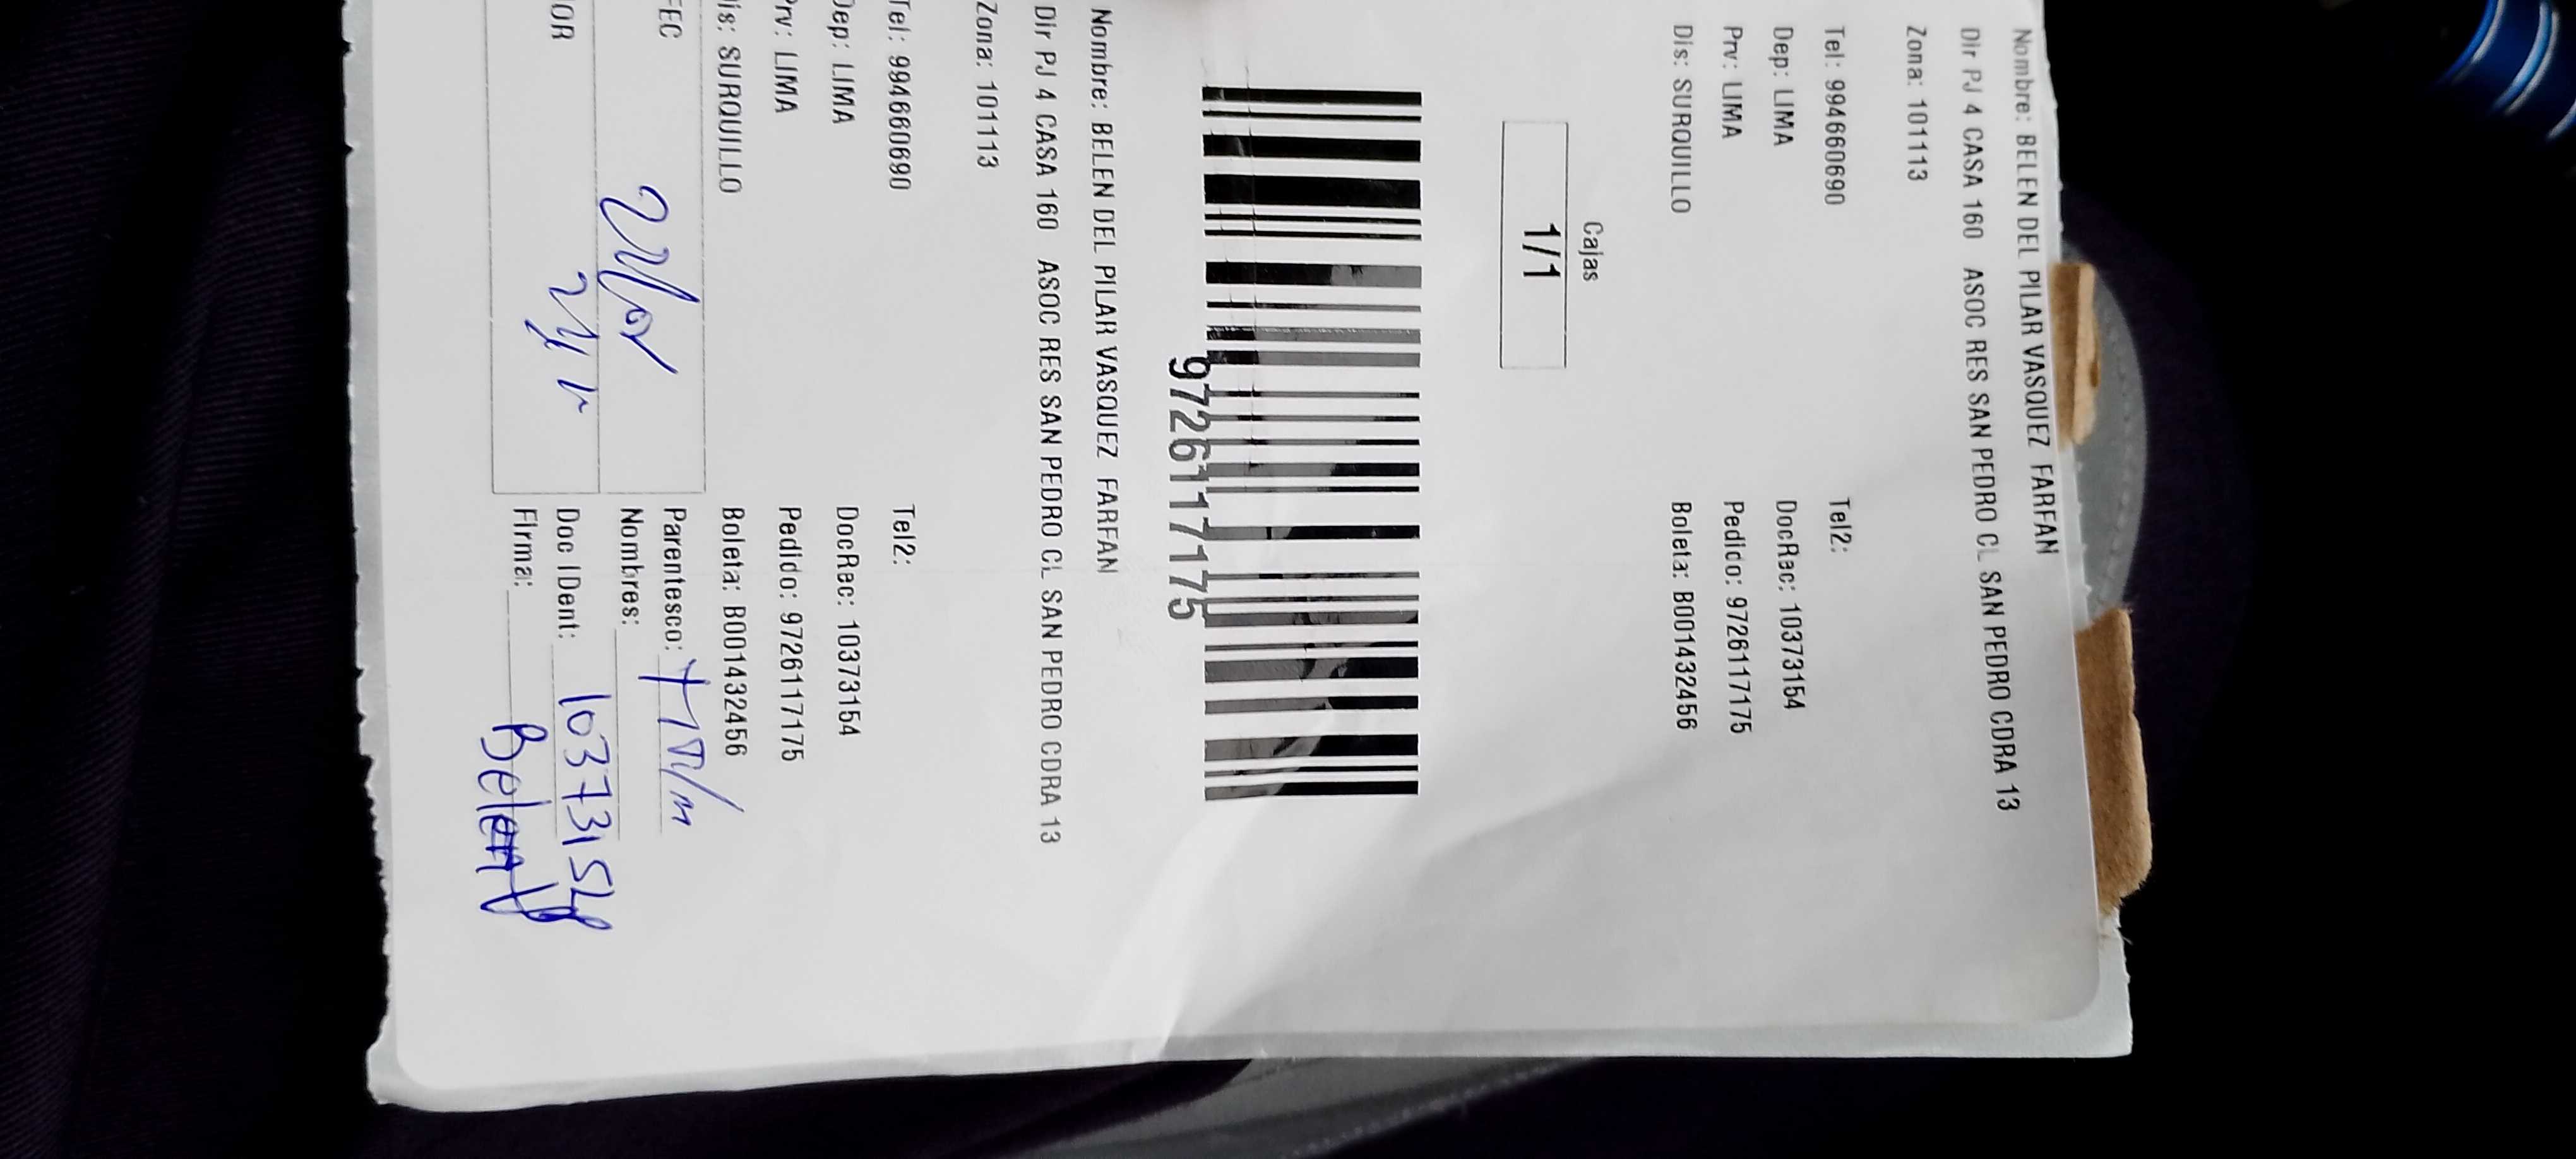 Nombre: BELEN DEL PILAR VASQUEZ FARFAN
Dir PJ 4 CASA 160 ASOC RES SAN PEDRO CL SAN PEDRO CDRA 13
Zona: 101113
Tel: 994660690 Tel2:
Dep: LIMA DocRec: 10373154
Prv: LIMA Pedido: 9726117175
Dis: SURQUILLO Boleta: B001432456
Cajas
1/1
9726117175
Nombre: BELEN DEL PILAR VASQUEZ FARFAN
Dir PJ 4 CASA 160 ASOC RES SAN PEDRO CL SAN PEDRO CDRA 13
Zona: 101113
Tel: 994660690 Tel2:
Dep: LIMA DocRec: 10373154
Prv: LIMA Pedido: 9726117175
Dis: SURQUILLO Boleta: B001432456
FEC Parentesco:
Nombres:
OR Doc IDent: 10373154
Firma: Belen